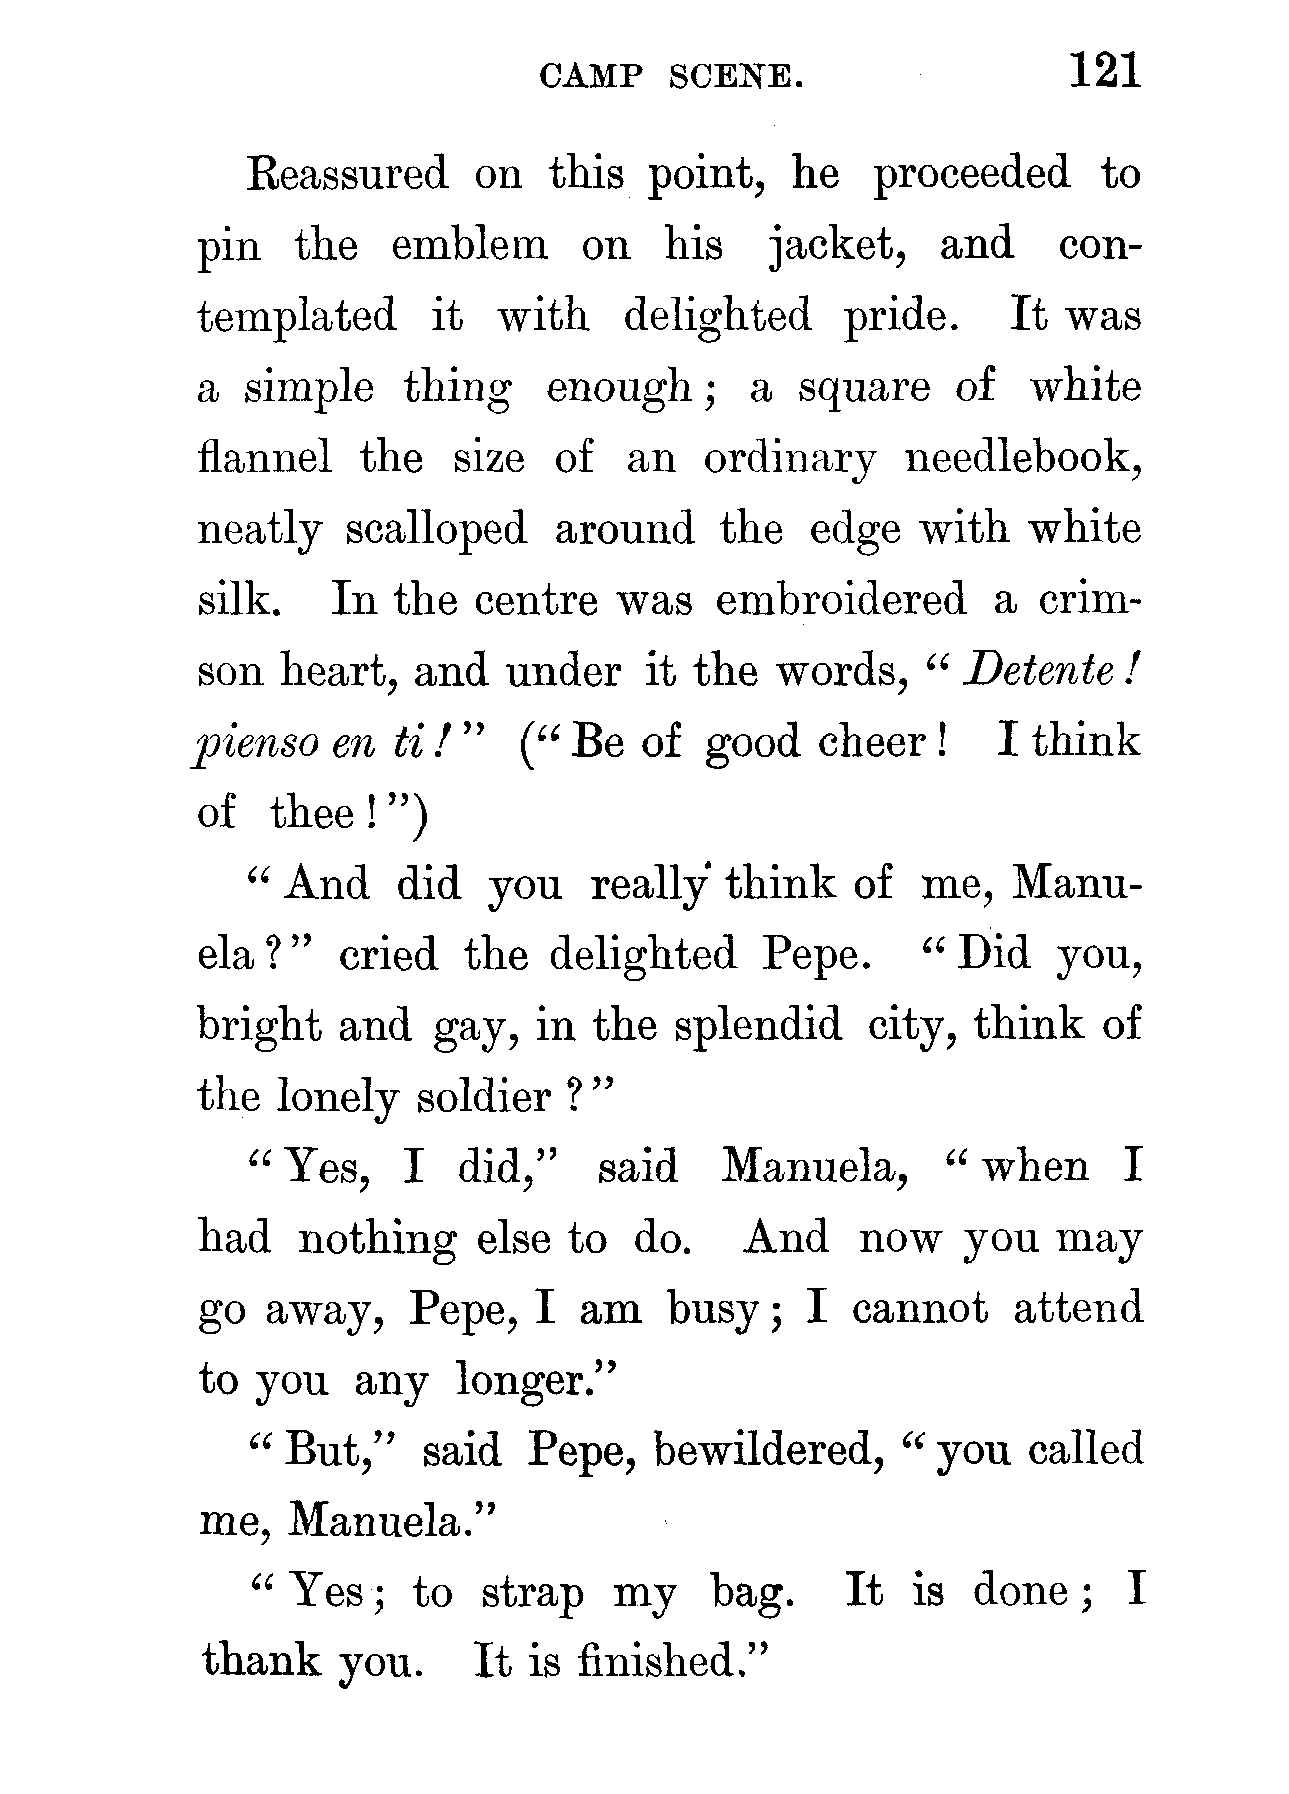 CAMP SCENE. 121
Reassured on this point, he proceeded to
pin the emblem on his jacket, and con-
templated it with delighted pride. It was
a simple thing enough; a square of white
flannel the size of an ordinary needlebook,
neatly scalloped around the edge with white
silk. In the centre was embroidered a crim-
son heart, and under it the words, "Detente!
pienso en ti!" ("Be of good cheer! I think
of thee!")
"And did you really think of me, Manu-
ela?" cried the delighted Pepe. "Did you,
bright and gay, in the splendid city, think of
the lonely soldier?"
"Yes, I did," said Manuela, "when I
had nothing else to do. And now you may
go away, Pepe, I am busy; I cannot attend
to you any longer."
"But," said Pepe, bewildered, "you called
me, Manuela."
"Yes; to strap my bag. It is done; I
thank you. It is finished."